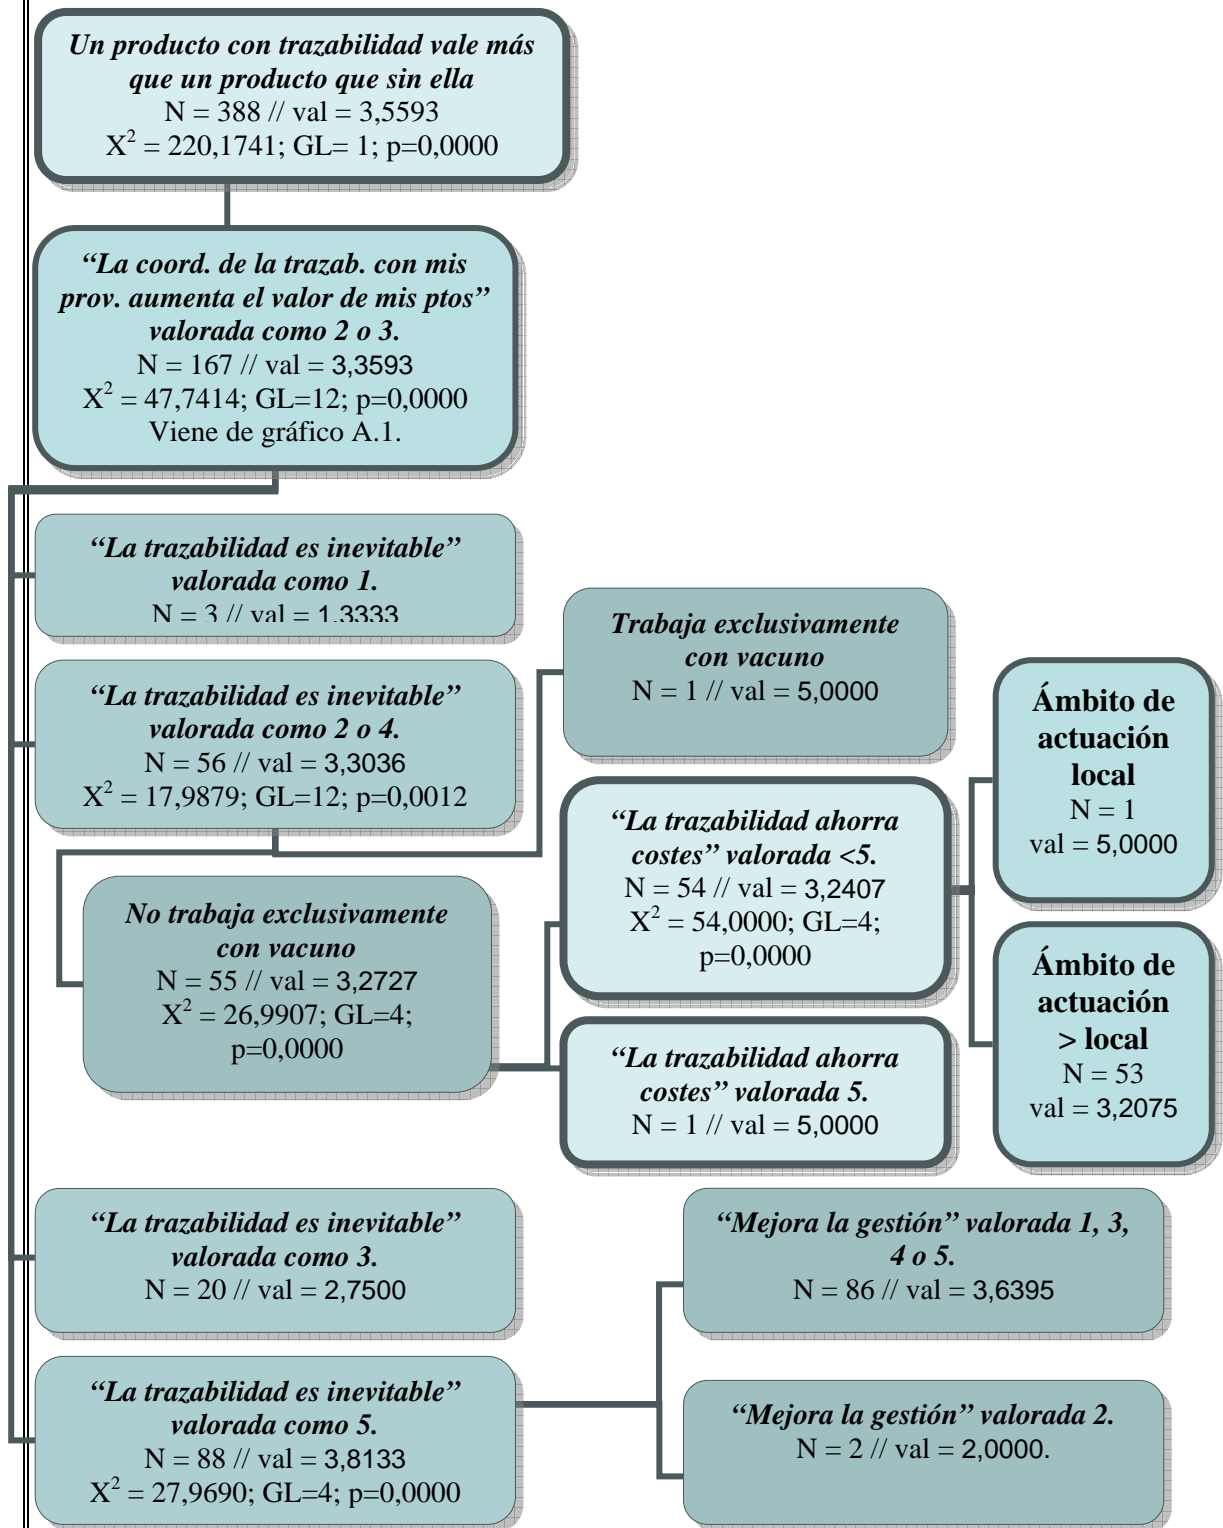 Un producto con trazabilidad vale más
que un producto que sin ella
N = 388 // val = 3,5593
X² = 220,1741; GL= 1; p=0,0000
“La coord. de la trazab. con mis
prov. aumenta el valor de mis ptos”
valorada como 2 o 3.
N = 167 // val = 3,3593
X² = 47,7414; GL=12; p=0,0000
Viene de gráfico A.1.
“La trazabilidad es inevitable”
valorada como 1.
N = 3 // val = 1,3333
“La trazabilidad es inevitable”
valorada como 2 o 4.
N = 56 // val = 3,3036
X² = 17,9879; GL=12; p=0,0012
Trabaja exclusivamente
con vacuno
N = 1 // val = 5,0000
No trabaja exclusivamente
con vacuno
N = 55 // val = 3,2727
X² = 26,9907; GL=4;
p=0,0000
“La trazabilidad ahorra
costes” valorada <5.
N = 54 // val = 3,2407
X² = 54,0000; GL=4;
p=0,0000
“La trazabilidad ahorra
costes” valorada 5.
N = 1 // val = 5,0000
Ámbito de
actuación
local
N = 1
val = 5,0000
Ámbito de
actuación
> local
N = 53
val = 3,2075
“La trazabilidad es inevitable”
valorada como 3.
N = 20 // val = 2,7500
“La trazabilidad es inevitable”
valorada como 5.
N = 88 // val = 3,8133
X² = 27,9690; GL=4; p=0,0000
“Mejora la gestión” valorada 1, 3,
4 o 5.
N = 86 // val = 3,6395
“Mejora la gestión” valorada 2.
N = 2 // val = 2,0000.